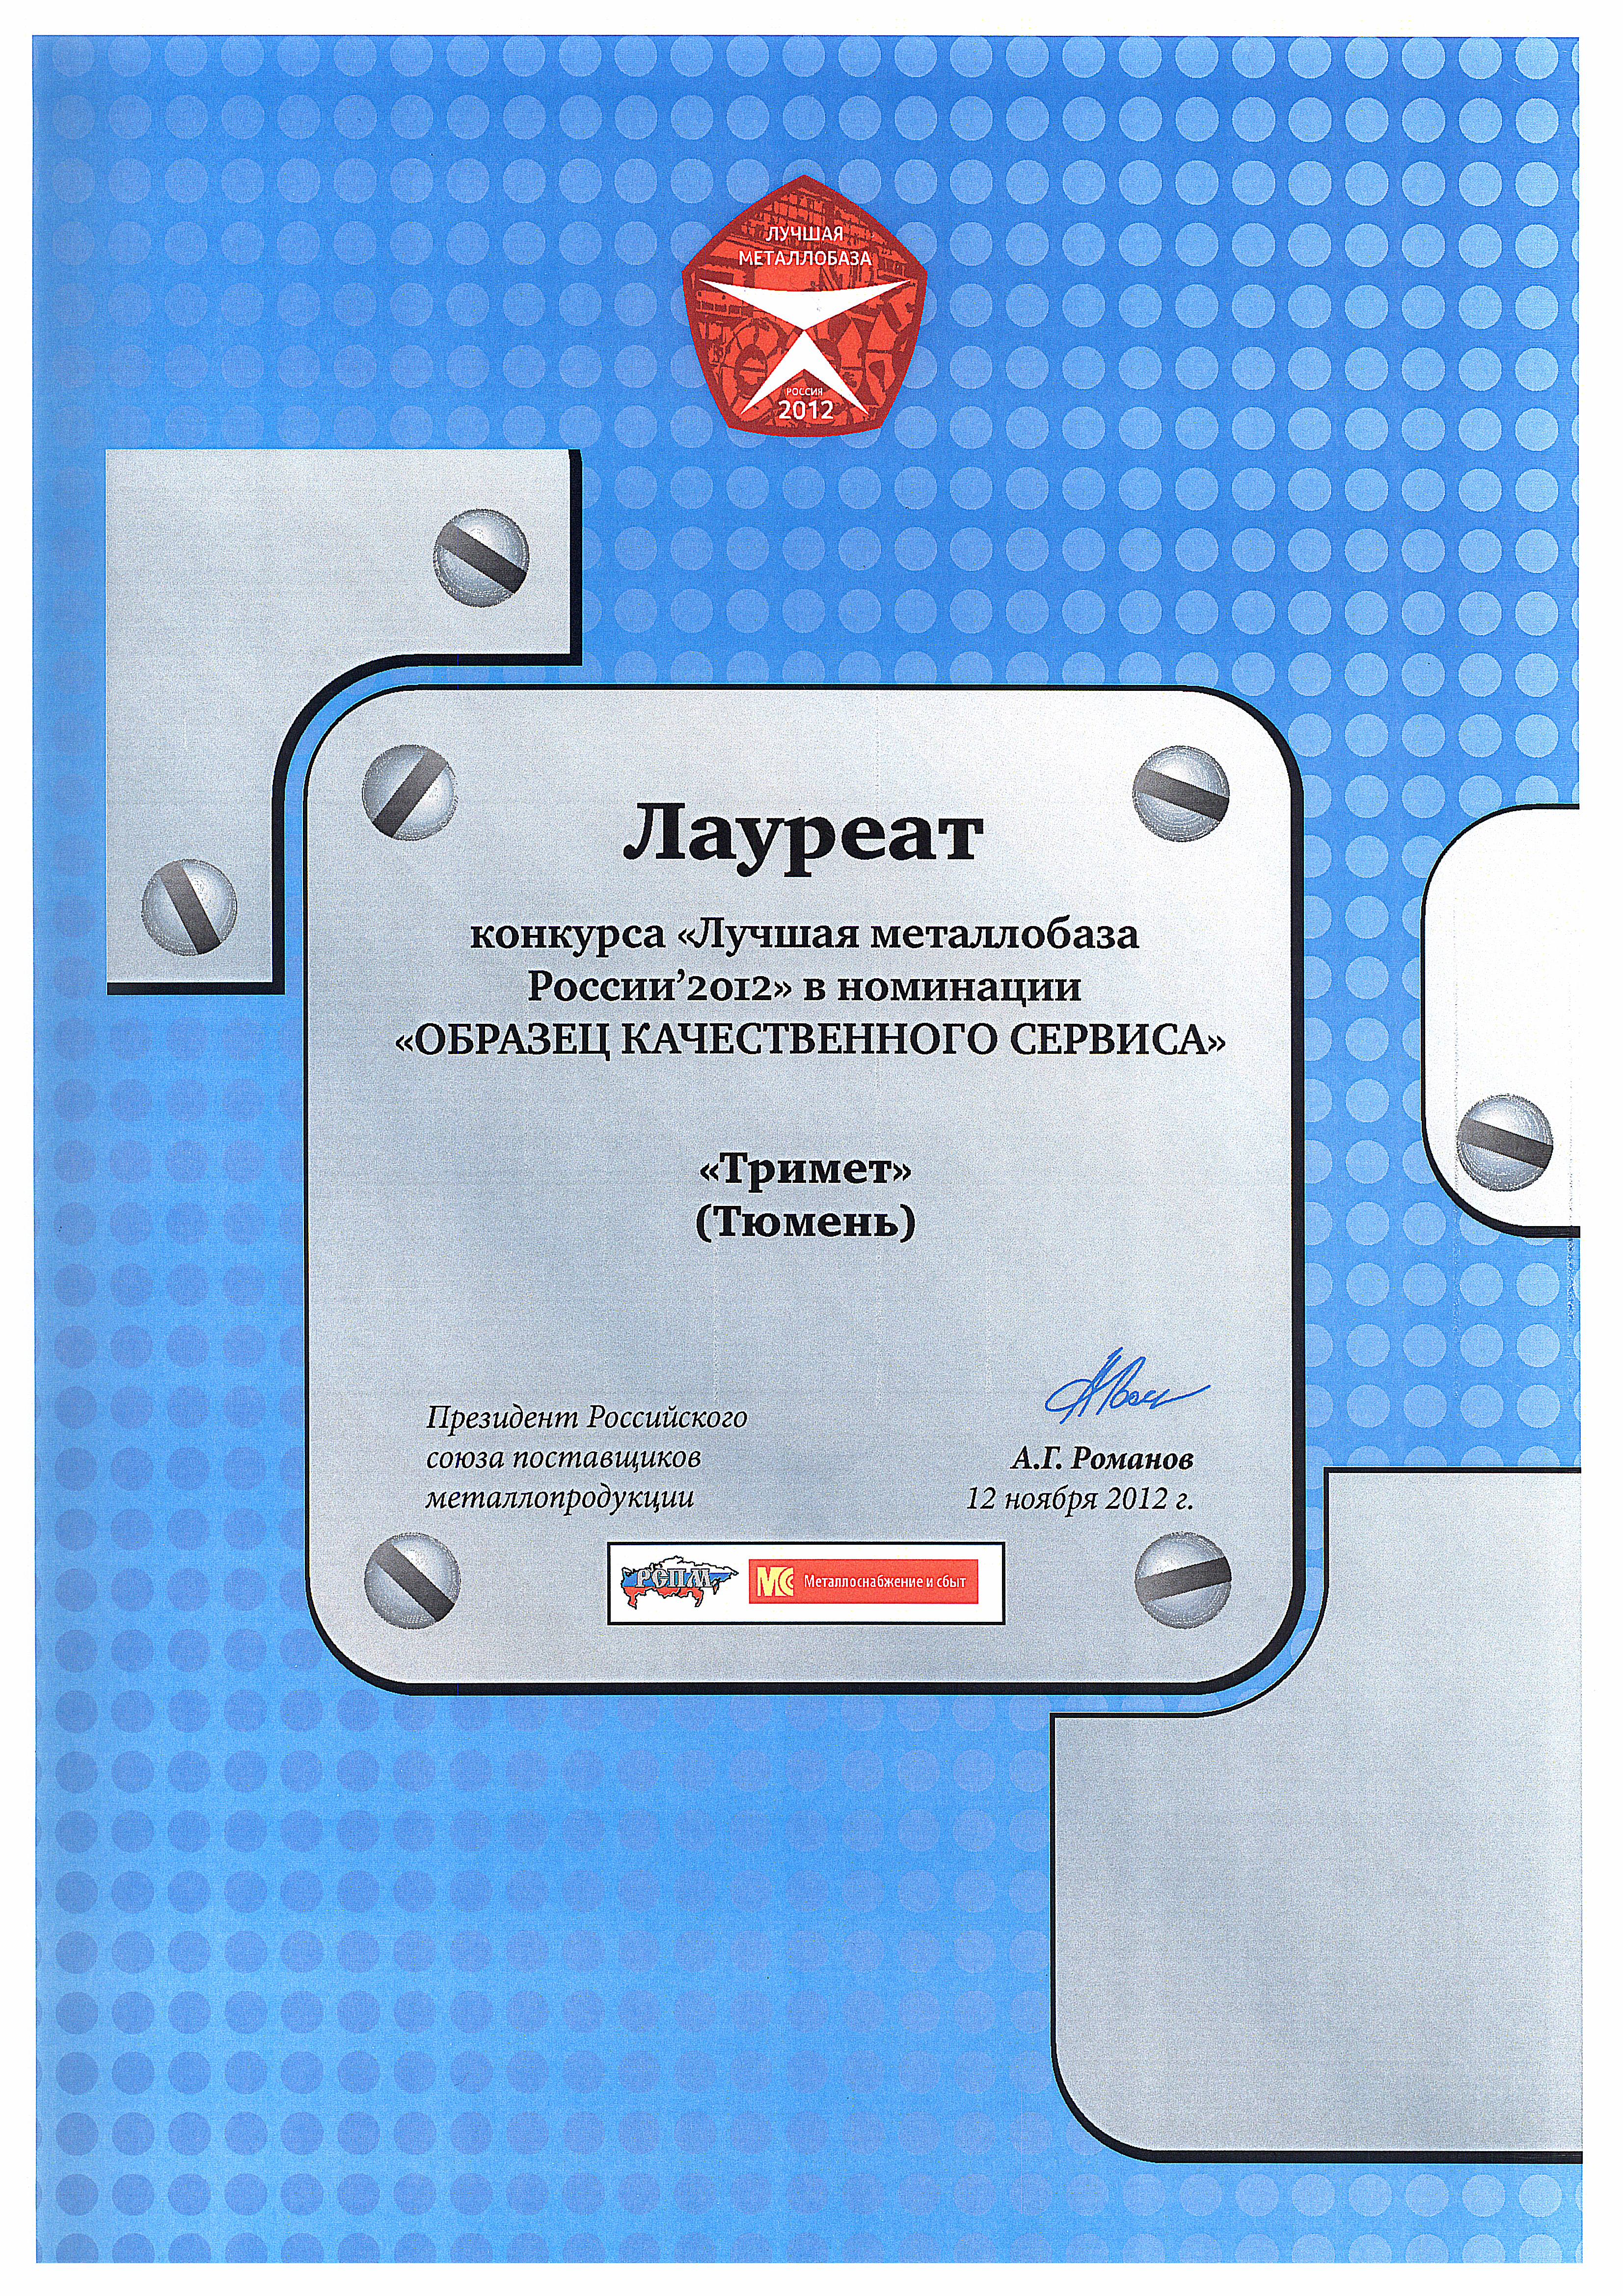 ЛУЧШАЯ
МЕТАЛЛОБАЗА
РОССИЯ
2012
Лауреат
конкурса «Лучшая металлобаза
России’2012» в номинации
«ОБРАЗЕЦ КАЧЕСТВЕННОГО СЕРВИСА»
«Тримет»
(Тюмень)
Президент Российского
союза поставщиков
металлопродукции
А.Г. Романов
12 ноября 2012 г.
РСПМ
МС Металлоснабжение и сбыт